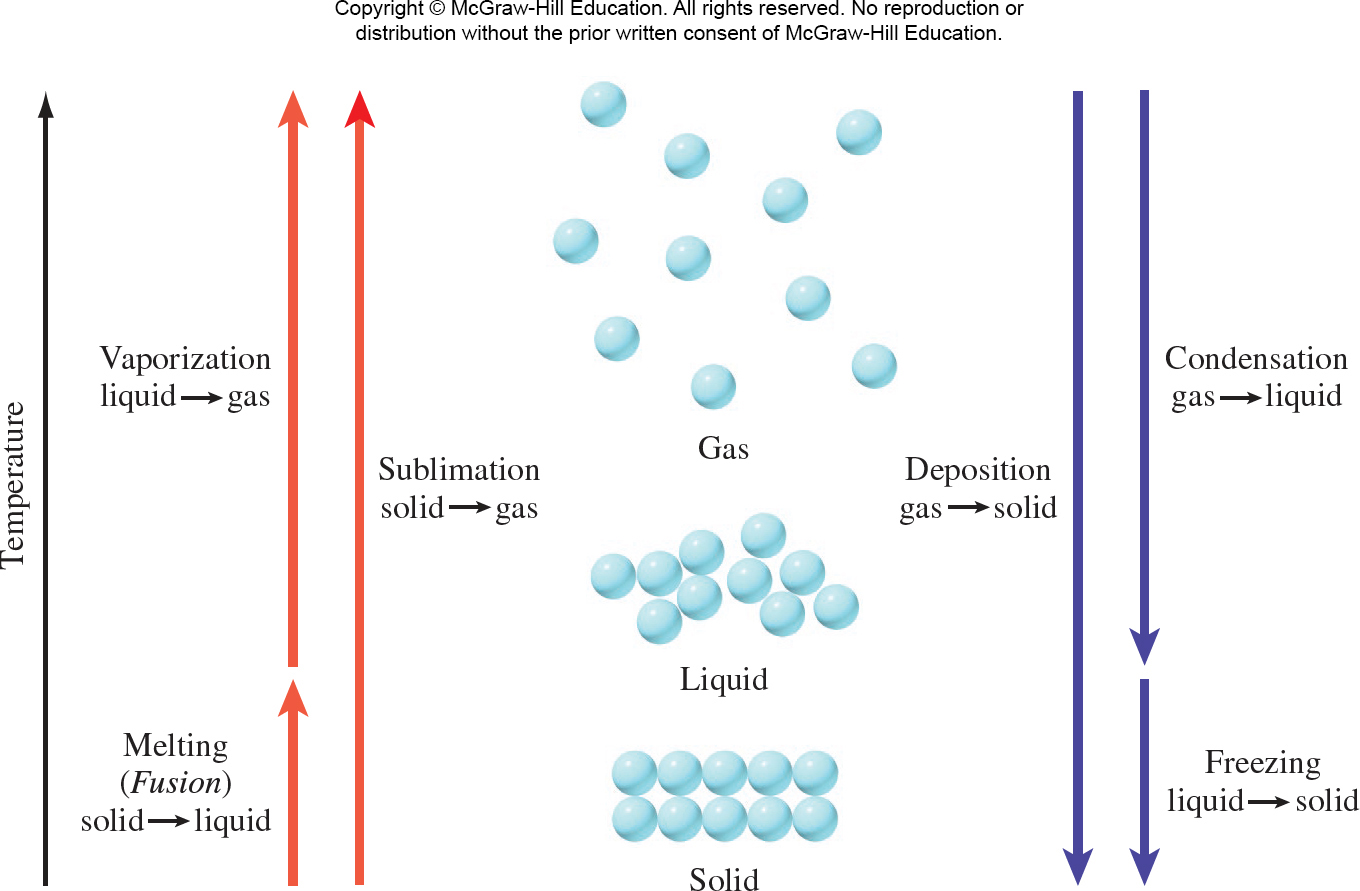 Copyright © McGraw-Hill Education. All rights reserved. No reproduction or
distribution without the prior written consent of McGraw-Hill Education.
Temperature
Vaporization
liquid → gas
Melting
(Fusion)
solid → liquid
Sublimation
solid → gas
Gas
Liquid
Solid
Deposition
gas → solid
Condensation
gas → liquid
Freezing
liquid → solid